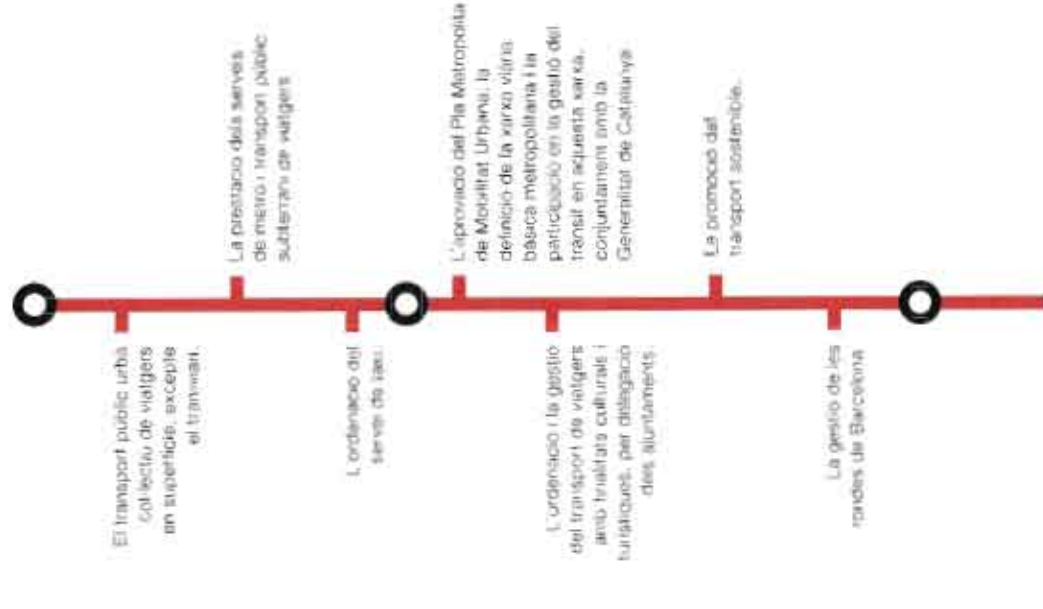 El transport públic urbà
col·lectiu de viatgers
en superfície, excepte
el tramviari.
La prestació dels serveis
de metro i transport públic
subterrani de viatgers
L'ordenació del
servei de taxi.
L'aprovació del Pla Metropolità
de Mobilitat Urbana, la
definició de la xarxa viària
bàsica metropolitana i la
participació en la gestió del
trànsit en aquesta xarxa,
conjuntament amb la
Generalitat de Catalunya
L'ordenació i la gestió
del transport de viatgers
amb finalitats culturals i
turístiques, per delegació
dels ajuntaments.
La promoció del
transport sostenible.
La gestió de les
rondes de Barcelona